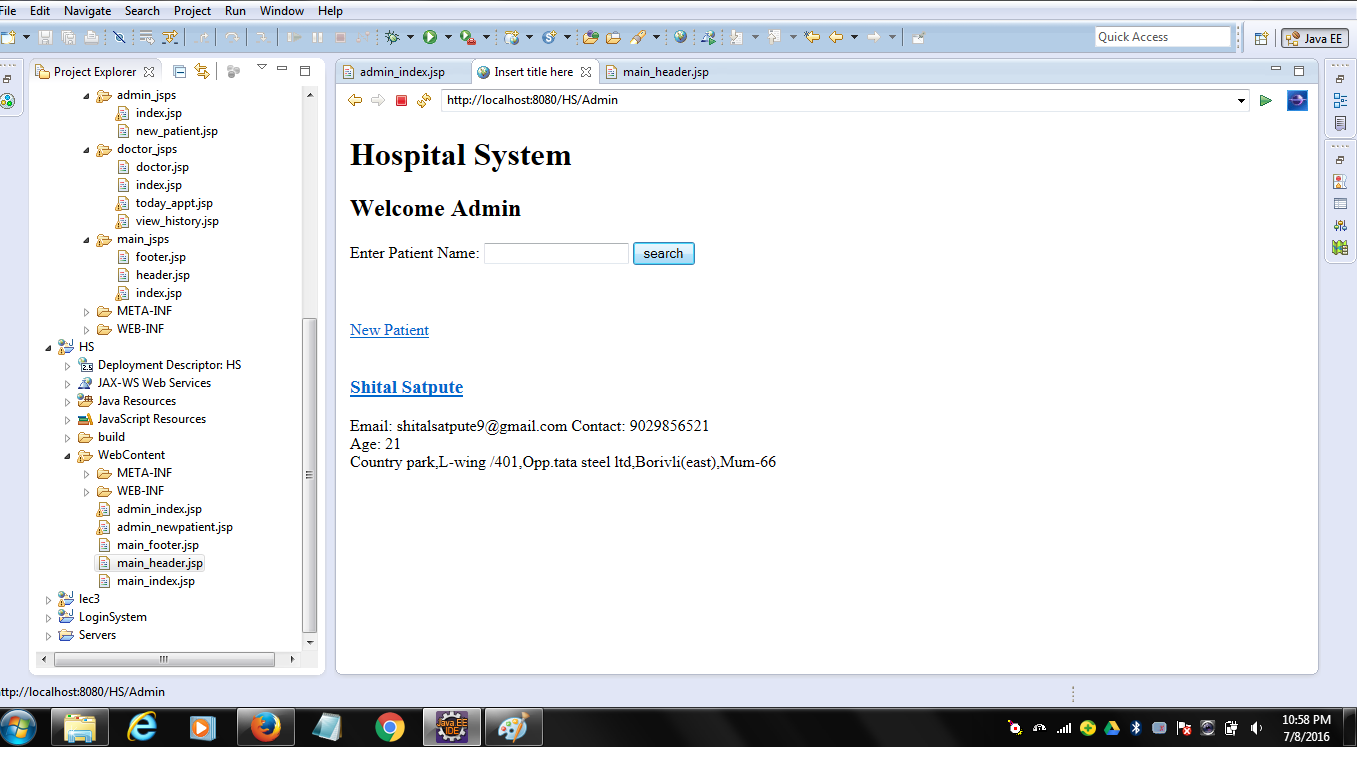 File Edit Navigate Search Project Run Window Help
Quick Access
Java EE
Project Explorer
admin_jsps
index.jsp
new_patient.jsp
doctor_jsps
doctor.jsp
index.jsp
today_appt.jsp
view_history.jsp
main_jsps
footer.jsp
header.jsp
index.jsp
META-INF
WEB-INF
HS
Deployment Descriptor: HS
JAX-WS Web Services
Java Resources
JavaScript Resources
build
WebContent
META-INF
WEB-INF
admin_index.jsp
admin_newpatient.jsp
main_footer.jsp
main_header.jsp
main_index.jsp
lec3
LoginSystem
Servers
admin_index.jsp Insert title here main_header.jsp
http://localhost:8080/HS/Admin
Hospital System
Welcome Admin
Enter Patient Name: search
New Patient
Shital Satpute
Email: shitalsatpute9@gmail.com Contact: 9029856521
Age: 21
Country park,L-wing /401,Opp.tata steel ltd,Borivli(east),Mum-66
ttp://localhost:8080/HS/Admin
Java EE
IDE
10:58 PM
7/8/2016